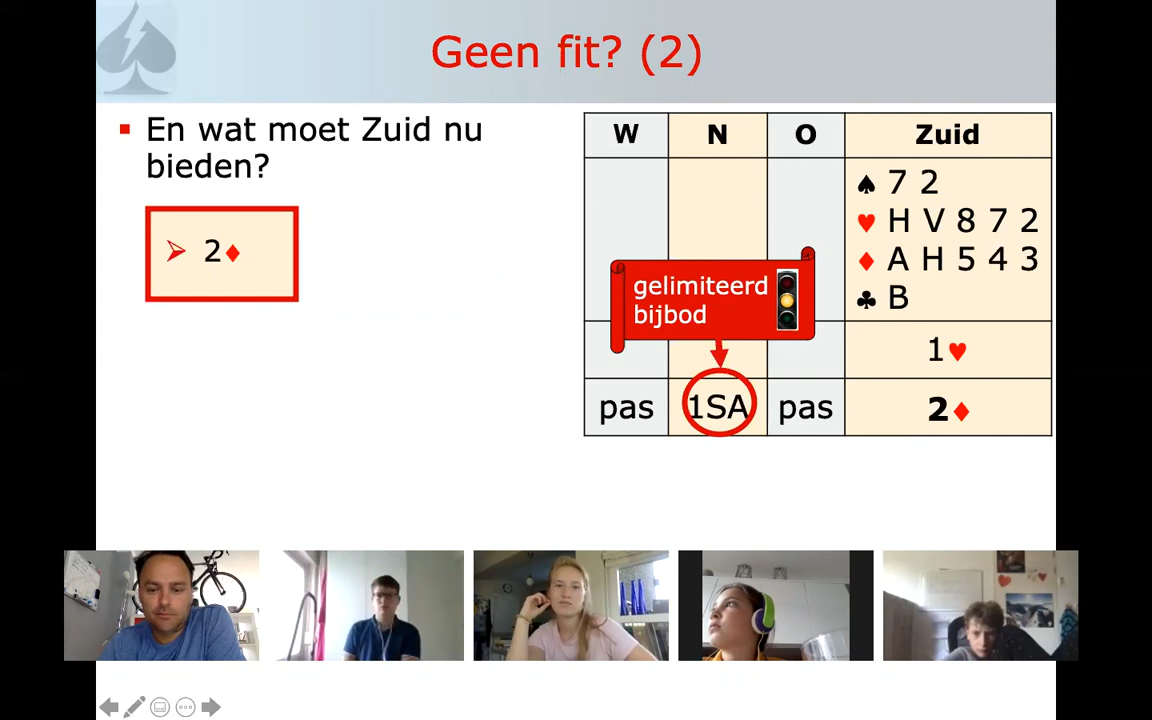 Geen fit? (2)
En wat moet Zuid nu
bieden?
2♦
W N O Zuid
♠ 7 2
♥ H V 8 7 2
♦ A H 5 4 3
♣ B
gelimiteerd
bijbod
1♥
pas 1SA pas 2♦